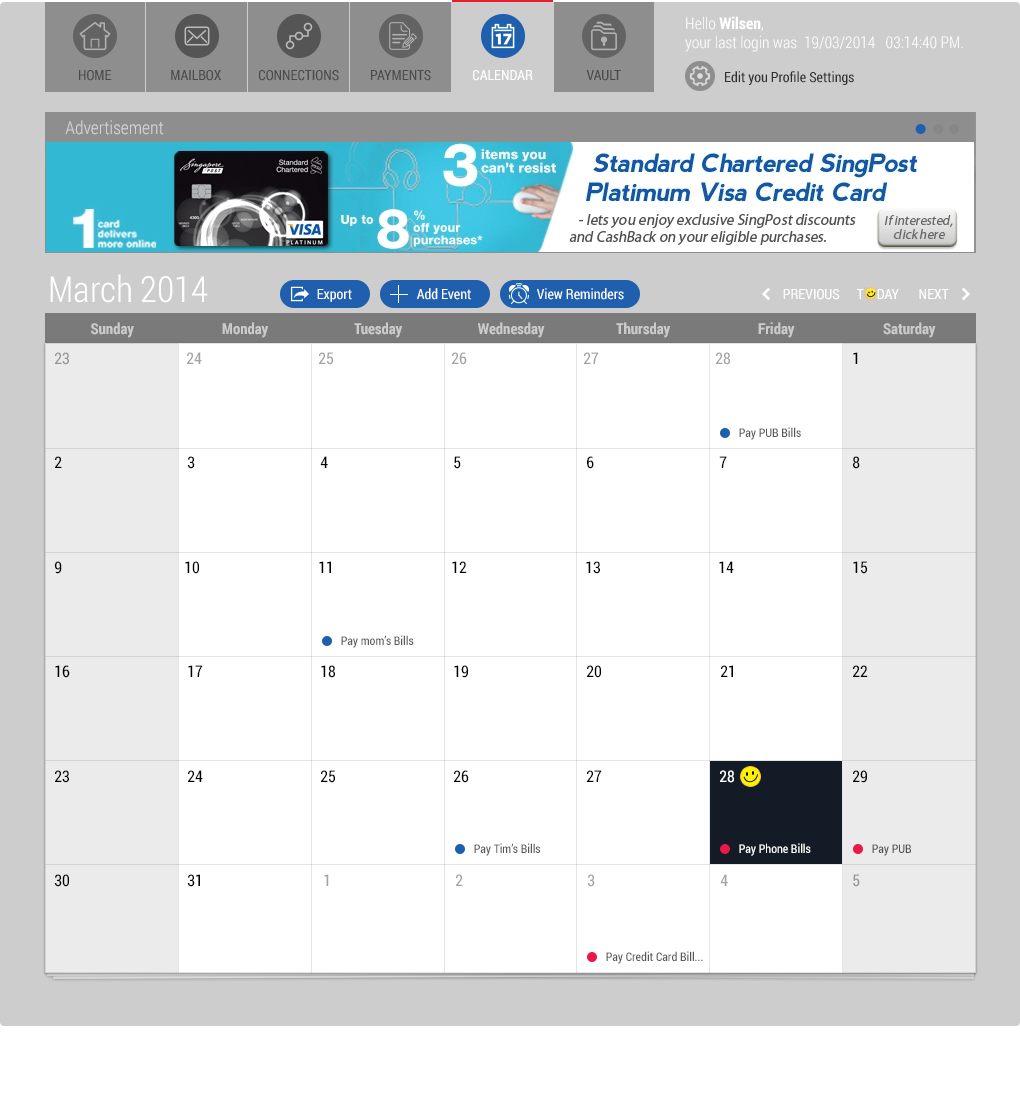 HOME
MAILBOX
CONNECTIONS
PAYMENTS
17
CALENDAR
VAULT
Hello Wilsen,
your last login was 19/03/2014 03:14:40 PM.
Edit you Profile Settings
Advertisement
1 card
delivers
more online
Singapore
POST
Standard
Chartered
VISA
PLATINUM
3 items you
can't resist
Up to 8% off your
purchases*
Standard Chartered SingPost
Platinum Visa Credit Card
- lets you enjoy exclusive SingPost discounts
and CashBack on your eligible purchases.
If interested,
click here
March 2014
Export
Add Event
View Reminders
PREVIOUS
TODAY
NEXT
Sunday Monday Tuesday Wednesday Thursday Friday Saturday
23 24 25 26 27 28 1
Pay PUB Bills
2 3 4 5 6 7 8
9 10 11 12 13 14 15
Pay mom's Bills
16 17 18 19 20 21 22
23 24 25 26 27 28 29
Pay Tim's Bills Pay Phone Bills Pay PUB
30 31 1 2 3 4 5
Pay Credit Card Bill...